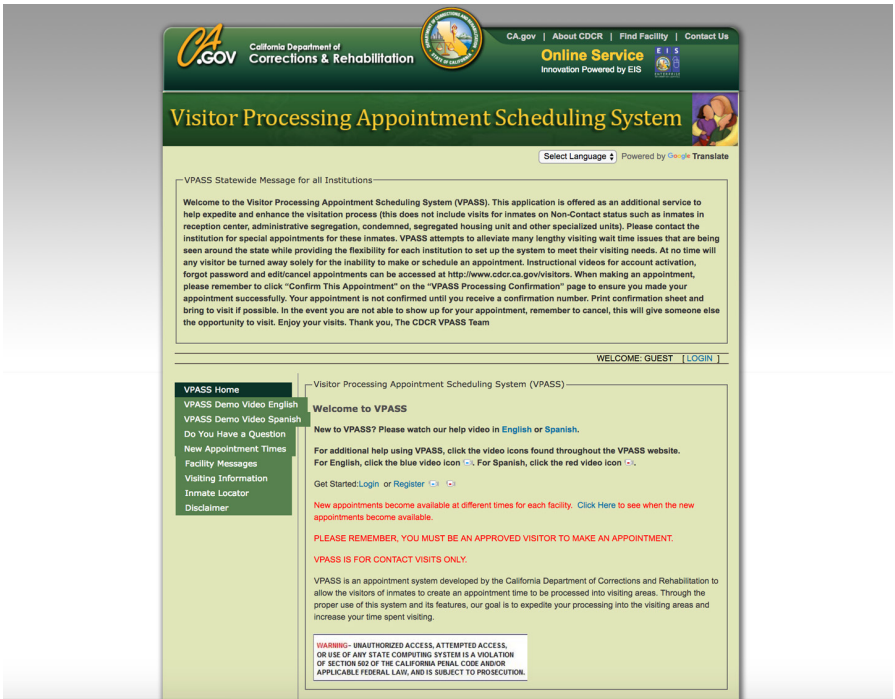 CA
.GOV
California Department of
Corrections & Rehabilitation
CA.gov | About CDCR | Find Facility | Contact Us
Online Service
Innovation Powered by EIS
EIS
Visitor Processing Appointment Scheduling System
Select Language
Powered by Google Translate
VPASS Statewide Message for all Institutions
Welcome to the Visitor Processing Appointment Scheduling System (VPASS). This application is offered as an additional service to
help expedite and enhance the visitation process (this does not include visits for inmates on Non-Contact status such as inmates in
reception center, administrative segregation, condemned, segregated housing unit and other specialized units). Please contact the
institution for special appointments for these inmates. VPASS attempts to alleviate many lengthy visiting wait time issues that are being
seen around the state while providing the flexibility for each institution to set up the system to meet their visiting needs. At no time will
any visitor be turned away solely for the inability to make or schedule an appointment. Instructional videos for account activation,
forgot password and edit/cancel appointments can be accessed at http://www.cdcr.ca.gov/visitors. When making an appointment,
please remember to click “Confirm This Appointment” on the “VPASS Processing Confirmation” page to ensure you made your
appointment successfully. Your appointment is not confirmed until you receive a confirmation number. Print confirmation sheet and
bring to visit if possible. In the event you are not able to show up for your appointment, remember to cancel, this will give someone else
the opportunity to visit. Enjoy your visits. Thank you, The CDCR VPASS Team
WELCOME: GUEST [ LOGIN ]
VPASS Home
VPASS Demo Video English
VPASS Demo Video Spanish
Do You Have a Question
New Appointment Times
Facility Messages
Visiting Information
Inmate Locator
Disclaimer
Visitor Processing Appointment Scheduling System (VPASS)
Welcome to VPASS
New to VPASS? Please watch our help video in English or Spanish.
For additional help using VPASS, click the video icons found throughout the VPASS website.
For English, click the blue video icon . For Spanish, click the red video icon .
Get Started:Login or Register
New appointments become available at different times for each facility. Click Here to see when the new
appointments become available.
PLEASE REMEMBER, YOU MUST BE AN APPROVED VISITOR TO MAKE AN APPOINTMENT.
VPASS IS FOR CONTACT VISITS ONLY.
VPASS is an appointment system developed by the California Department of Corrections and Rehabilitation to
allow the visitors of inmates to create an appointment time to be processed into visiting areas. Through the
proper use of this system and its features, our goal is to expedite your processing into the visiting areas and
increase your time spent visiting.
WARNING- UNAUTHORIZED ACCESS, ATTEMPTED ACCESS,
OR USE OF ANY STATE COMPUTING SYSTEM IS A VIOLATION
OF SECTION 502 OF THE CALIFORNIA PENAL CODE AND/OR
APPLICABLE FEDERAL LAW, AND IS SUBJECT TO PROSECUTION.